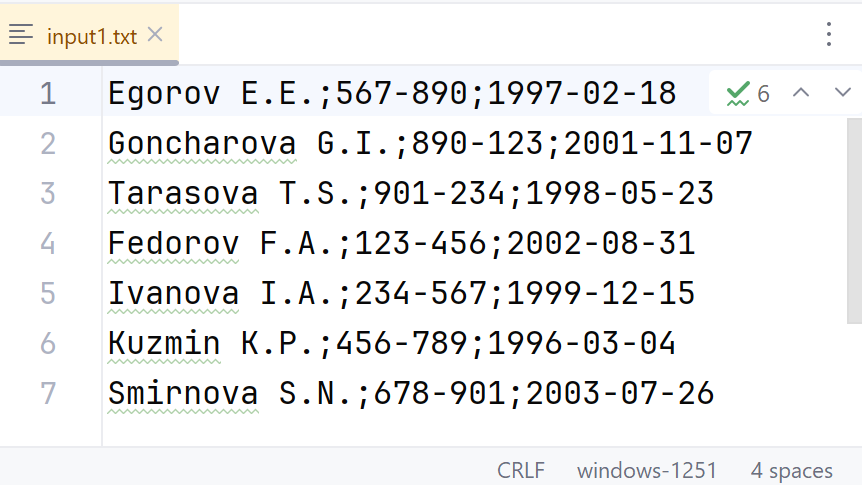 input1.txt
1 Egorov E.E.;567-890;1997-02-18 6
2 Goncharova G.I.;890-123;2001-11-07
3 Tarasova T.S.;901-234;1998-05-23
4 Fedorov F.A.;123-456;2002-08-31
5 Ivanova I.A.;234-567;1999-12-15
6 Kuzmin K.P.;456-789;1996-03-04
7 Smirnova S.N.;678-901;2003-07-26
CRLF windows-1251 4 spaces